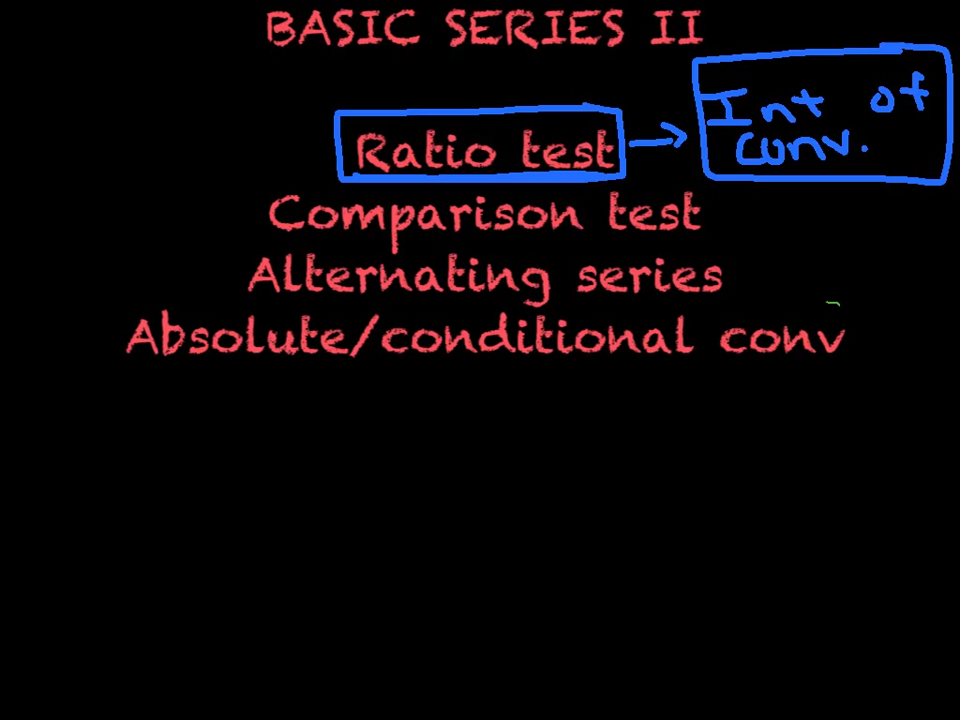 BASIC SERIES II
Ratio test
Int of
conv.
Comparison test
Alternating series
Absolute/conditional conv